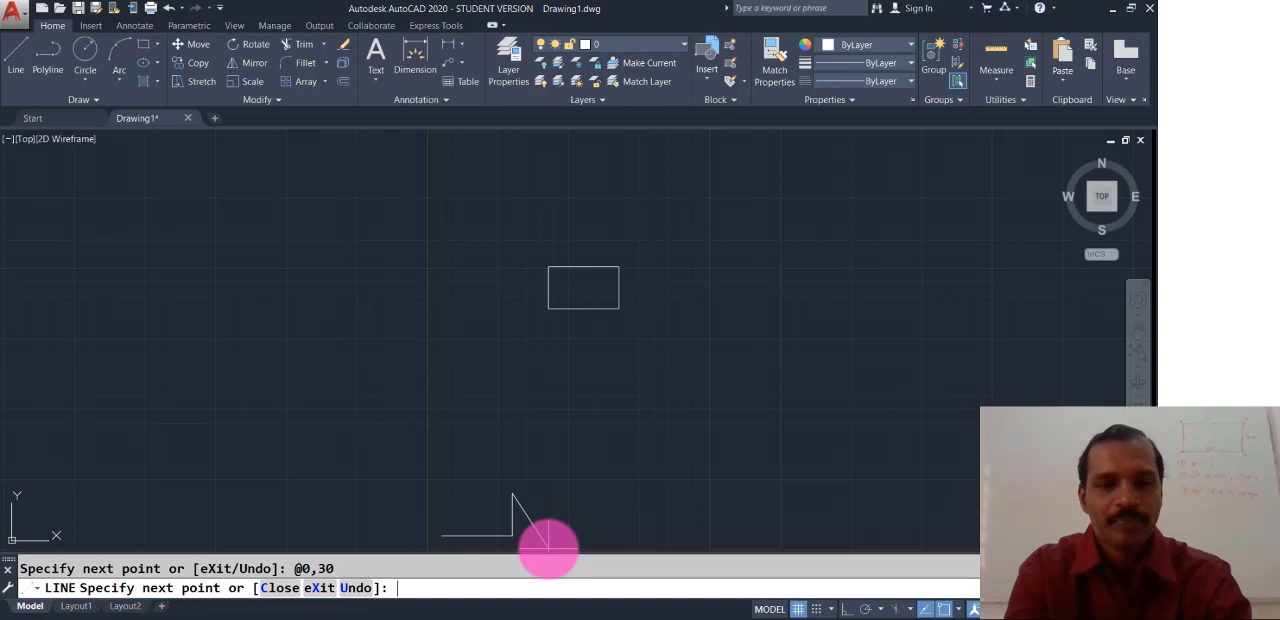 Autodesk AutoCAD 2020 - STUDENT VERSION Drawing1.dwg
Type a keyword or phrase
Sign In
Home Insert Annotate Parametric View Manage Output Collaborate Express Tools
Line
Polyline
Circle
Arc
Move
Rotate
Trim
Copy
Mirror
Fillet
Stretch
Scale
Array
Text
Dimension
Table
Layer
Properties
0
Make Current
Match Layer
Insert
Match
Properties
ByLayer
ByLayer
ByLayer
Group
Measure
Paste
Base
Draw
Modify
Annotation
Layers
Block
Properties
Groups
Utilities
Clipboard
View
Start
Drawing1*
[−][Top][2D Wireframe]
N
W
TOP
E
S
WCS
Y
X
Specify next point or [eXit/Undo]: @0,30
LINE Specify next point or [Close eXit Undo]:
Model Layout1 Layout2
MODEL